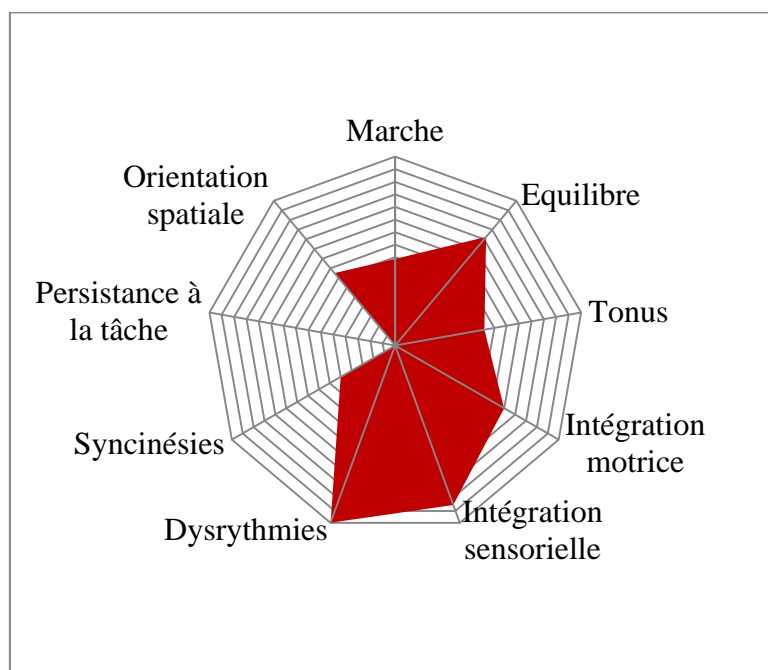 Marche
Equilibre
Tonus
Intégration
motrice
Intégration
sensorielle
Dysrythmies
Syncinésies
Persistance à
la tâche
Orientation
spatiale